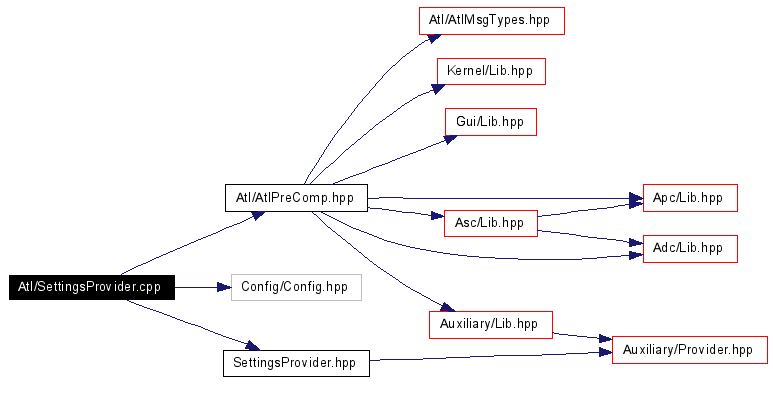 Atl/AtlMsgTypes.hpp
Kernel/Lib.hpp
Gui/Lib.hpp
Atl/AtlPreComp.hpp
Apc/Lib.hpp
Asc/Lib.hpp
Adc/Lib.hpp
Atl/SettingsProvider.cpp
Config/Config.hpp
Auxiliary/Lib.hpp
Auxiliary/Provider.hpp
SettingsProvider.hpp